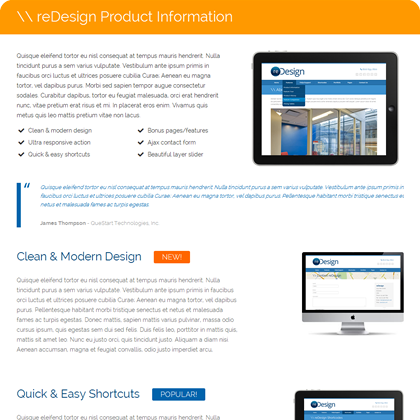 \\ reDesign Product Information
Quisque eleifend tortor eu nisl consequat at tempus mauris hendrerit. Nulla
tincidunt purus a sem varius vulputate. Vestibulum ante ipsum primis in
faucibus orci luctus et ultrices posuere cubilia Curae. Aenean eu magna
tortor, vel dapibus purus. Morbi sed sapien tempor augue consectetur
sodales. Curabitur dapibus, tortor eu feugiat malesuada, orci erat hendrerit
nunc, vitae pretium erat risus et mi. In placerat eros enim. Vivamus quis
metus quis leo mattis pretium vitae non lacus.
Clean & modern design
Bonus pages/features
Ultra responsive action
Ajax contact form
Quick & easy shortcuts
Beautiful layer slider
reDesign
“ Quisque eleifend tortor eu nisl consequat at tempus mauris hendrerit. Nulla tincidunt purus a sem varius vulputate. Vestibulum ante ipsum primis in
faucibus orci luctus et ultrices posuere cubilia Curae. Aenean eu magna tortor, vel dapibus purus. Pellentesque habitant morbi tristique senectus et
netus et malesuada fames ac turpis egestas.
James Thompson - QueStart Technologies, Inc.
Clean & Modern Design
NEW!
Pellentesque eleifend tortor eu nisl consequat at tempus mauris hendrerit. Nulla
tincidunt purus a sem varius vulputate. Vestibulum ante ipsum primis in faucibus
orci luctus et ultrices posuere cubilia Curae. Aenean eu magna tortor, vel dapibus
purus. Pellentesque habitant morbi tristique senectus et netus et malesuada
fames ac turpis egestas. Donec mattis, sapien mattis varius pulvinar, massa odio
cursus ipsum, quis egestas sem dui sed felis. Duis felis leo, porttitor in mattis quis,
mattis sit amet leo. Nunc eu justo orci, quis tincidunt justo. Aliquam a diam nisi.
Aenean accumsan, magna et feugiat convallis, odio justo imperdiet arcu.
reDesign
Quick & Easy Shortcuts
POPULAR!
reDesign